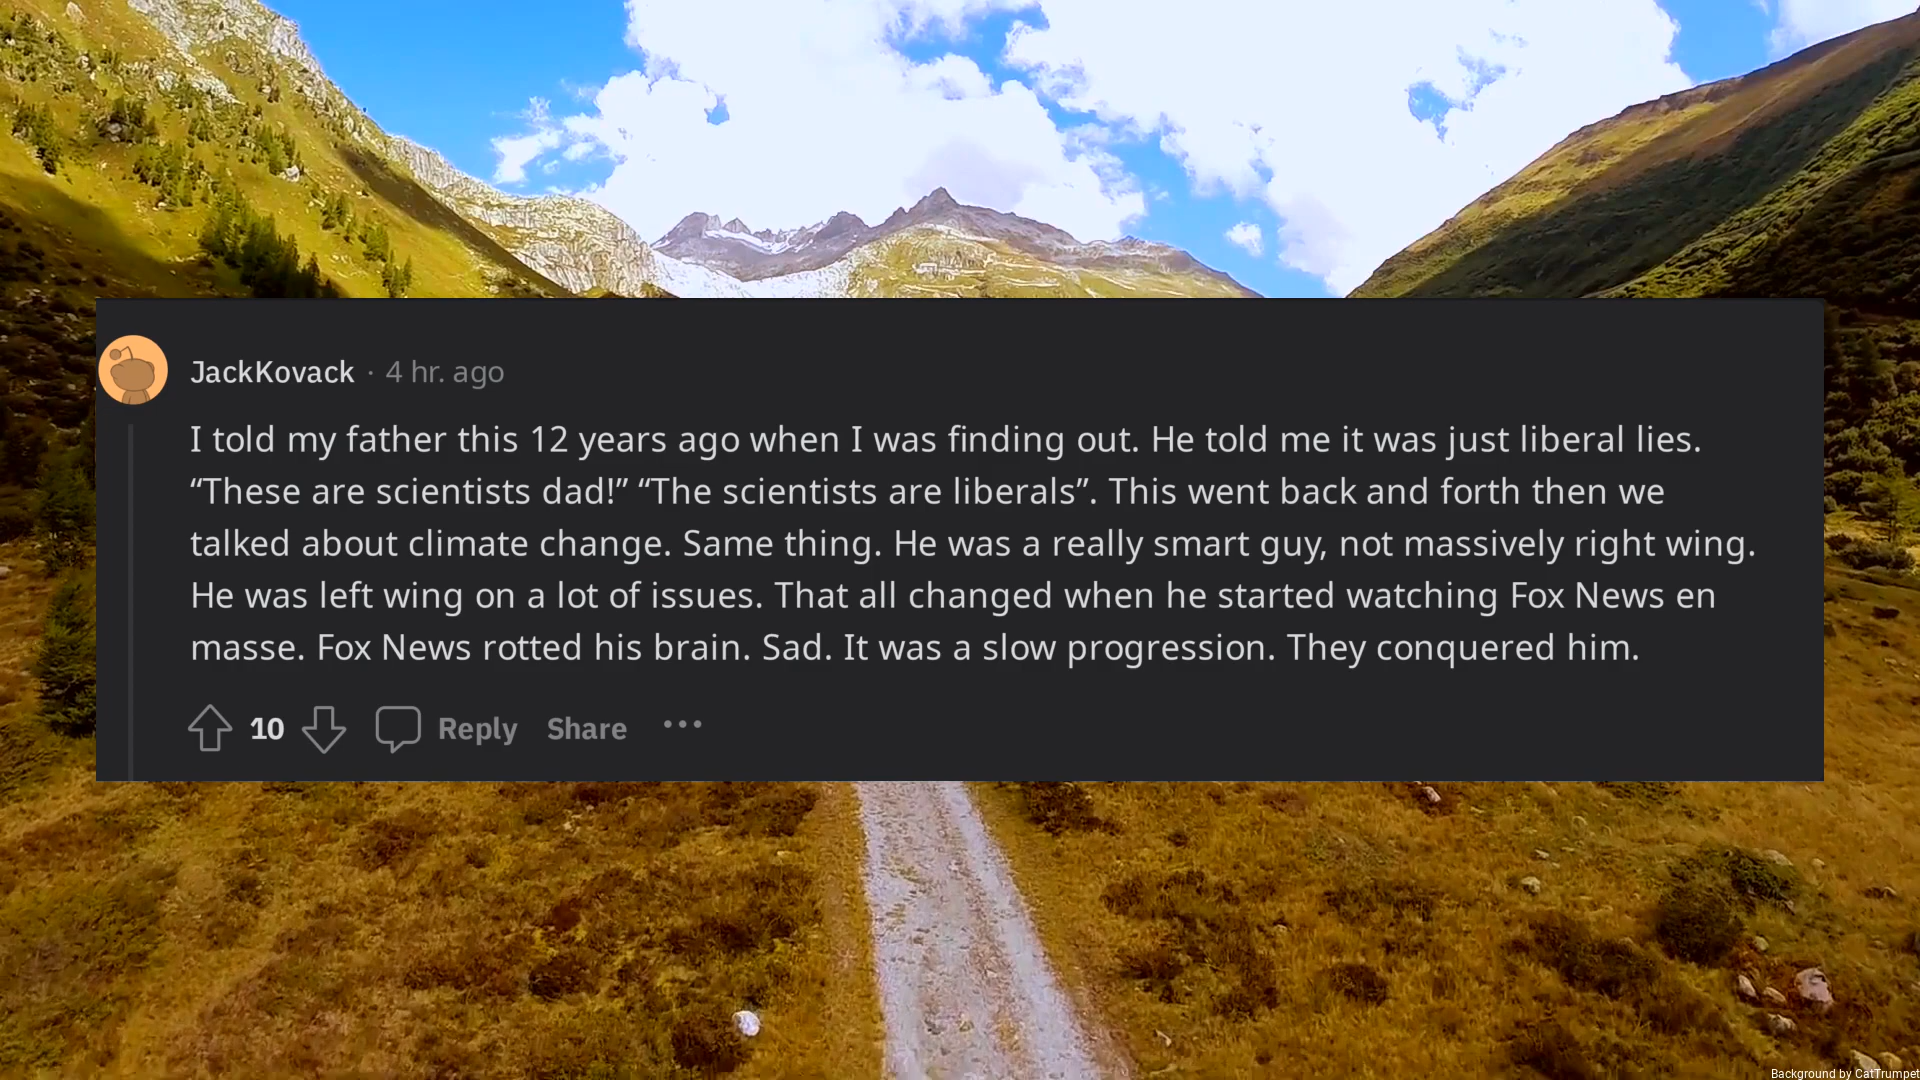 JackKovack · 4 hr. ago
I told my father this 12 years ago when I was finding out. He told me it was just liberal lies.
“These are scientists dad!” “The scientists are liberals”. This went back and forth then we
talked about climate change. Same thing. He was a really smart guy, not massively right wing.
He was left wing on a lot of issues. That all changed when he started watching Fox News en
masse. Fox News rotted his brain. Sad. It was a slow progression. They conquered him.
10 Reply Share ···
Background by CatTrumpet